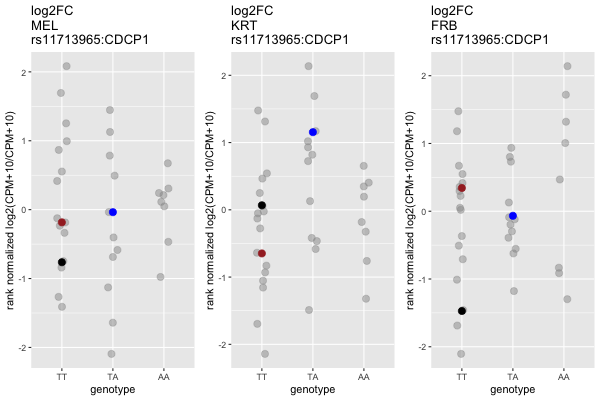 log2FC
MEL
rs11713965:CDCP1
rank normalized log2(CPM+10/CPM+10)
2
1
0
-1
-2
TT
TA
AA
genotype
log2FC
KRT
rs11713965:CDCP1
rank normalized log2(CPM+10/CPM+10)
2
1
0
-1
-2
TT
TA
AA
genotype
log2FC
FRB
rs11713965:CDCP1
rank normalized log2(CPM+10/CPM+10)
2
1
0
-1
-2
TT
TA
AA
genotype